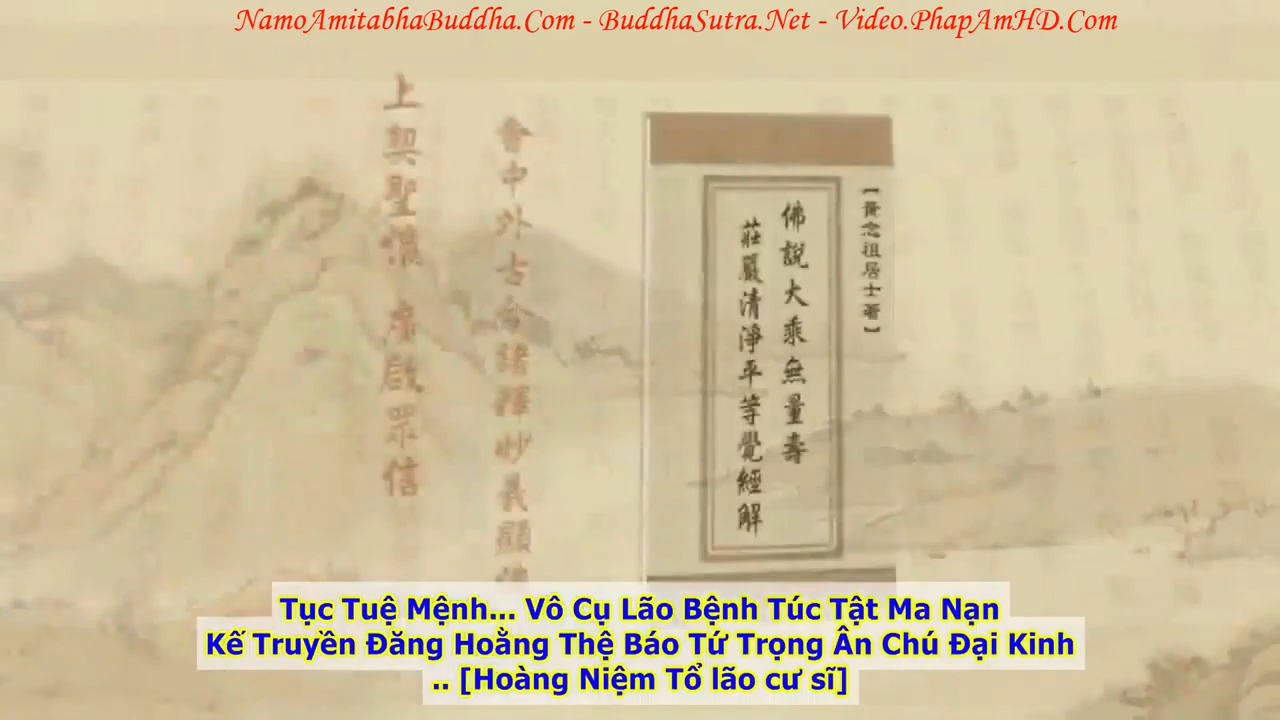 NamoAmitabhaBuddha.Com - BuddhaSutra.Net - Video.PhapAmHD.Com
【黃念祖居士著】
佛說大乘無量壽
莊嚴清淨平等覺經解
會中外古今諸釋妙義顯
上契聖懷 廣啟眾信
Tục Tuệ Mệnh... Vô Cụ Lão Bệnh Túc Tật Ma Nạn
Kế Truyền Đăng Hoằng Thệ Báo Tứ Trọng Ân Chú Đại Kinh
.. [Hoàng Niệm Tổ lão cư sĩ]